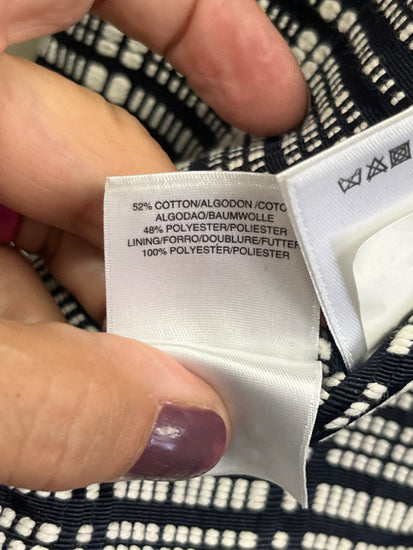 52% COTTON/ALGODON /COTO
ALGODAO/BAUMWOLLE
48% POLYESTER/POLIESTER
LINING/FORRO/DOUBLURE/FUTTER
100% POLYESTER/POLIESTER